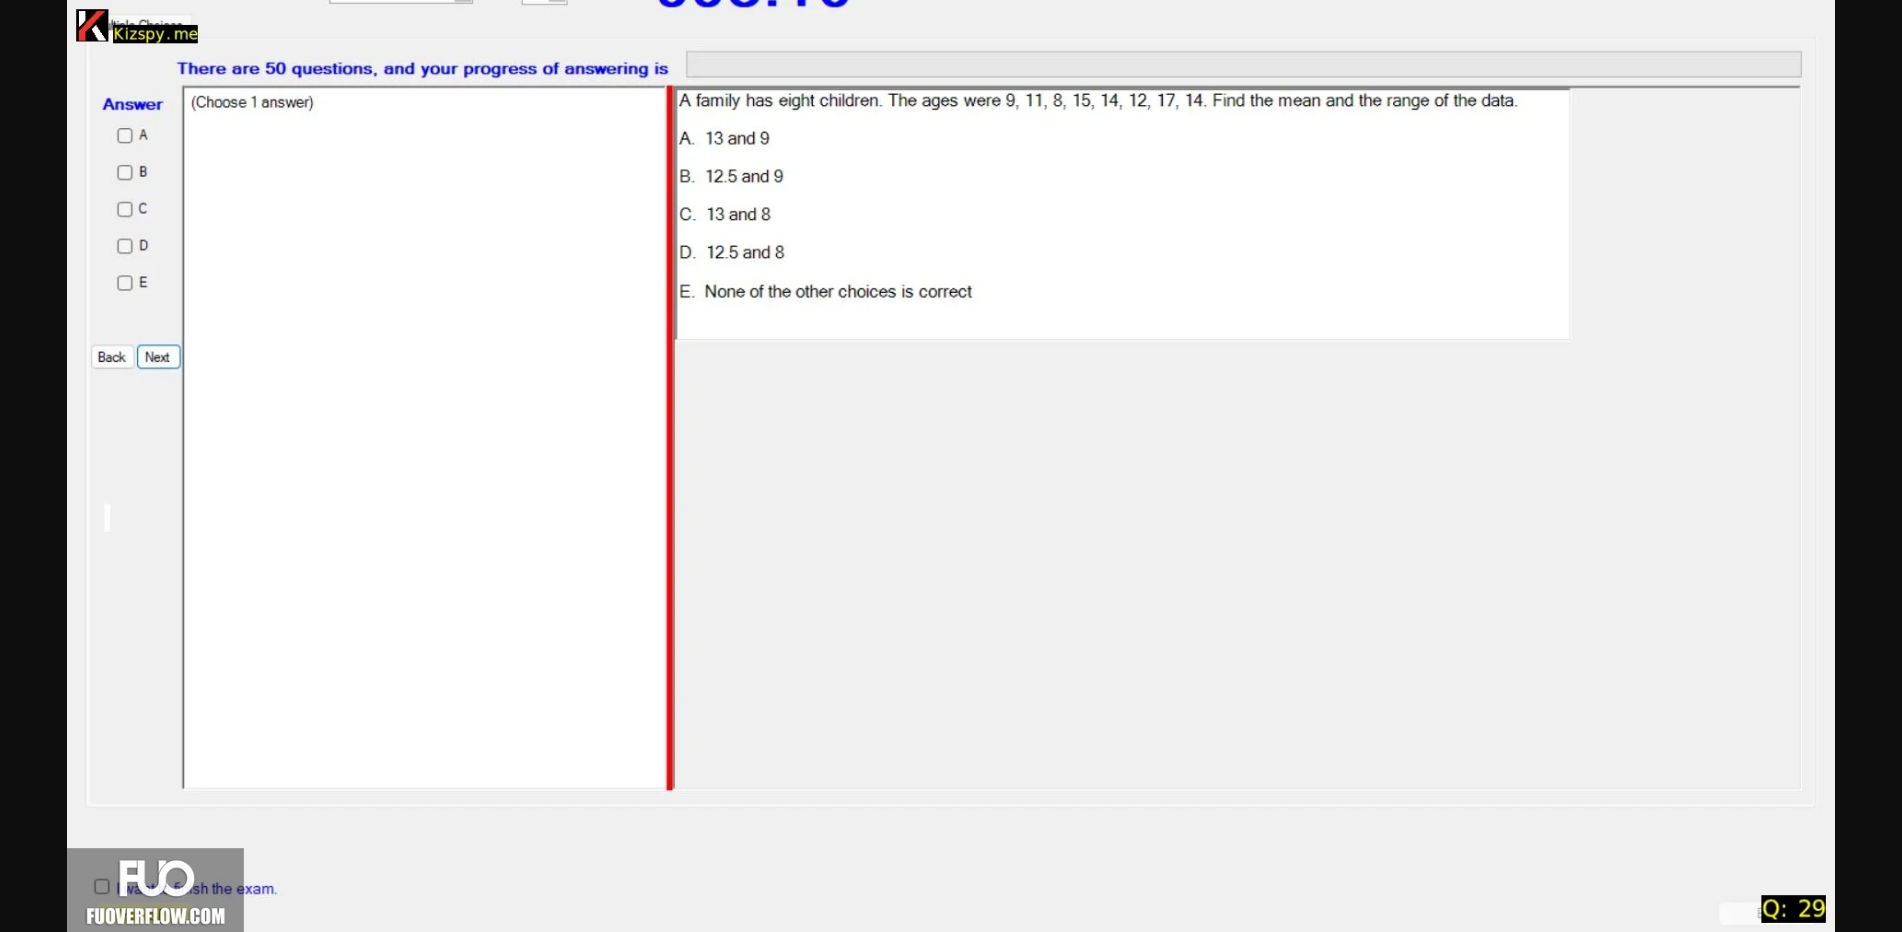 Kizspy.me
There are 50 questions, and your progress of answering is
Answer
(Choose 1 answer)
A
B
C
D
E
Back Next
A family has eight children. The ages were 9, 11, 8, 15, 14, 12, 17, 14. Find the mean and the range of the data.
A. 13 and 9
B. 12.5 and 9
C. 13 and 8
D. 12.5 and 8
E. None of the other choices is correct
FUO
the exam.
FUOVERFLOW.COM
Q: 29